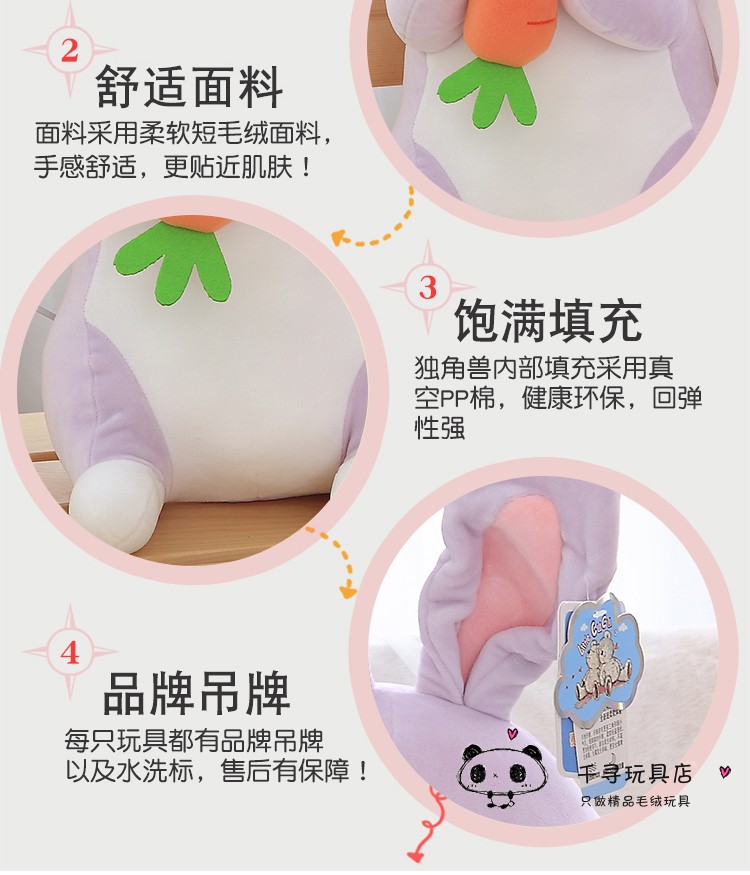 2
舒适面料
面料采用柔软短毛绒面料，
手感舒适，更贴近肌肤！
3
饱满填充
独角兽内部填充采用真
空PP棉，健康环保，回弹
性强
4
品牌吊牌
每只玩具都有品牌吊牌
以及水洗标，售后有保障！
千寻玩具店
只做精品毛绒玩具